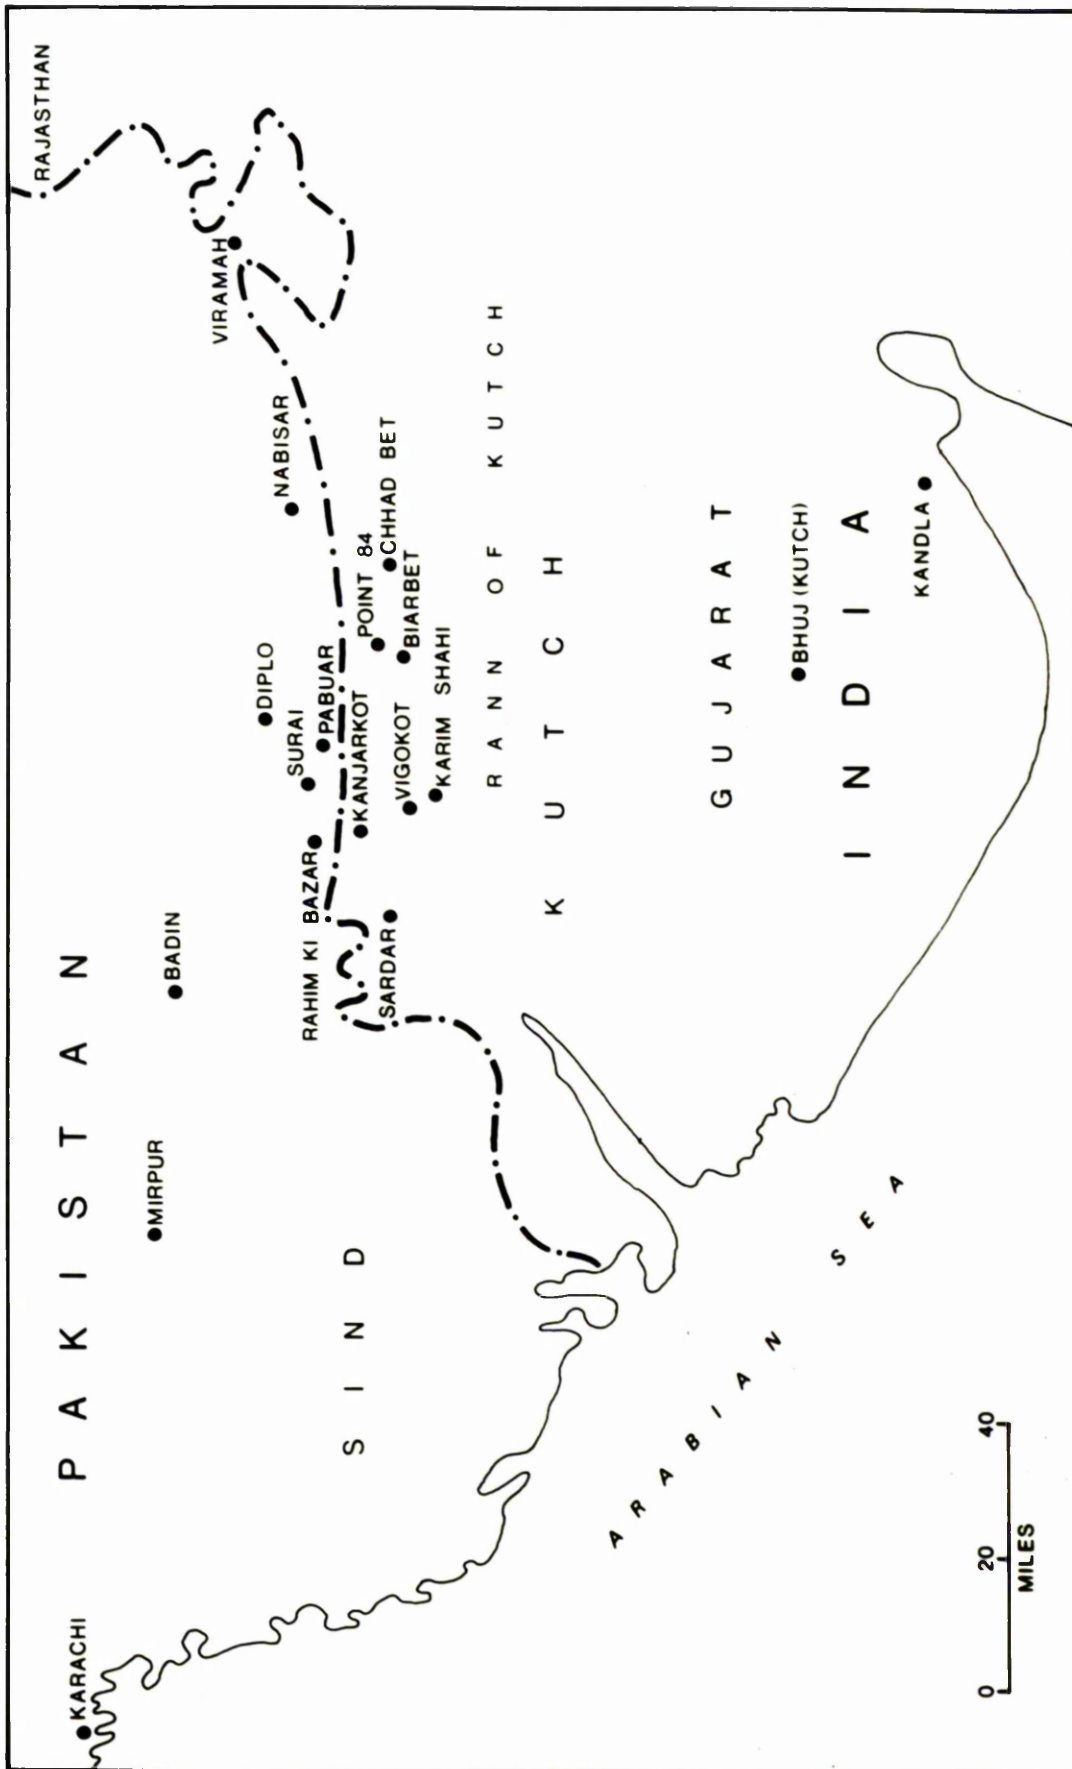 RAJASTHAN
PAKISTAN
KARACHI
MIRPUR
BADIN
VIRAMAH
DIPLO
NABISAR
SURAI
RAHIM KI BAZAR
PABUAR
SIND
KANJARKOT
POINT 84
SARDAR
CHHAD BET
VIGOKOT
BIARBET
KARIM SHAHI
RANN OF KUTCH
KUTCH
GUJARAT
BHUJ (KUTCH)
INDIA
KANDLA
ARABIAN SEA
0 20 40
MILES